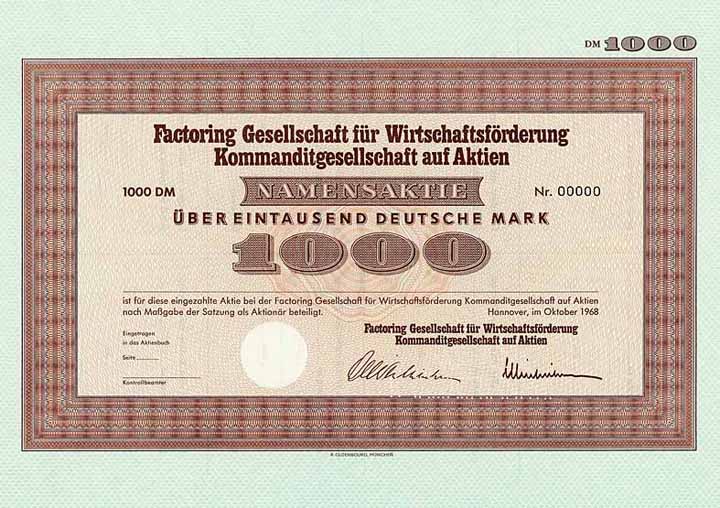 DM 1000
Factoring Gesellschaft für Wirtschaftsförderung
Kommanditgesellschaft auf Aktien
1000 DM NAMENSAKTIE Nr. 00000
ÜBER EINTAUSEND DEUTSCHE MARK
1000
ist für diese eingezahlte Aktie bei der Factoring Gesellschaft für Wirtschaftsförderung Kommanditgesellschaft auf Aktien
nach Maßgabe der Satzung als Aktionär beteiligt. Hannover, im Oktober 1968
Eingetragen
in das Aktienbuch
Seite
Kontrollbeamter
Factoring Gesellschaft für Wirtschaftsförderung
Kommanditgesellschaft auf Aktien
R. OLDENBOURG, MÜNCHEN